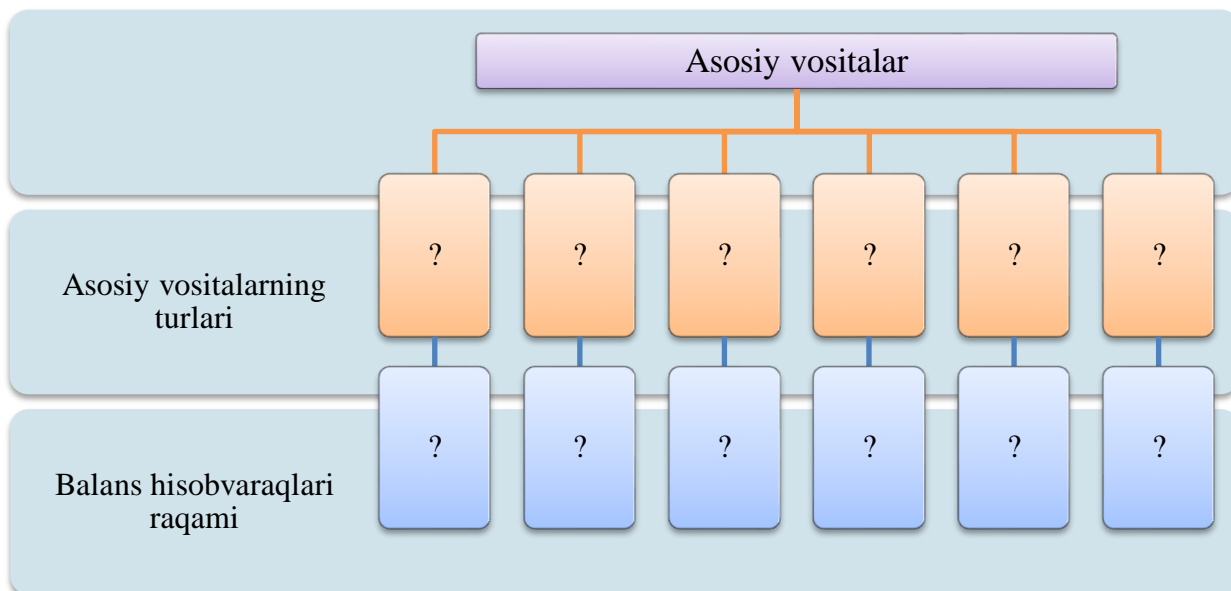 Asosiy vositalar
? ? ? ? ? ?
Asosiy vositalarning
turlari
? ? ? ? ? ?
Balans hisobvaraqlari
raqami